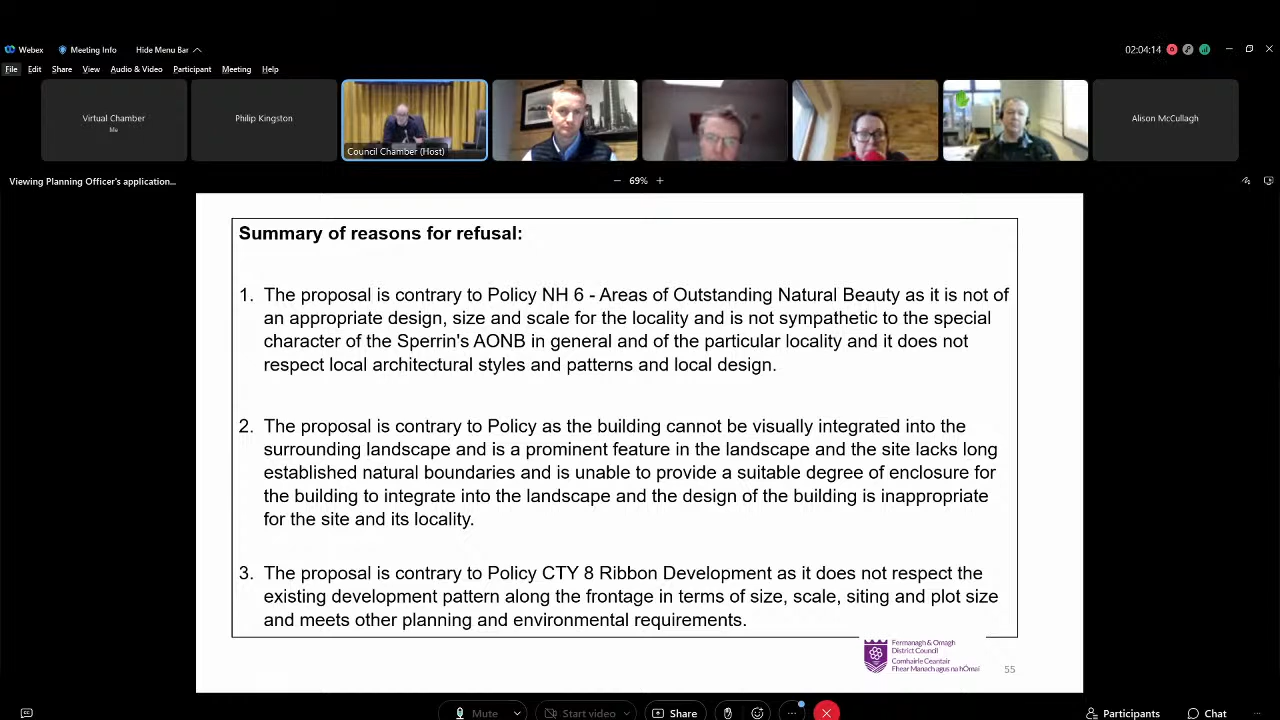 Webex
Meeting Info
Hide Menu Bar
02:04:14
File Edit Share View Audio & Video Participant Meeting Help
Virtual Chamber
Me
Philip Kingston
Council Chamber (Host)
Alison McCullagh
Viewing Planning Officer's application...
69%
Summary of reasons for refusal:
1. The proposal is contrary to Policy NH 6 - Areas of Outstanding Natural Beauty as it is not of
an appropriate design, size and scale for the locality and is not sympathetic to the special
character of the Sperrin's AONB in general and of the particular locality and it does not
respect local architectural styles and patterns and local design.
2. The proposal is contrary to Policy as the building cannot be visually integrated into the
surrounding landscape and is a prominent feature in the landscape and the site lacks long
established natural boundaries and is unable to provide a suitable degree of enclosure for
the building to integrate into the landscape and the design of the building is inappropriate
for the site and its locality.
3. The proposal is contrary to Policy CTY 8 Ribbon Development as it does not respect the
existing development pattern along the frontage in terms of size, scale, siting and plot size
and meets other planning and environmental requirements.
Fermanagh & Omagh
District Council
Comhairle Ceantair
Fhear Manach agus na hÓmaí
55
Mute
Start video
Share
Participants
Chat